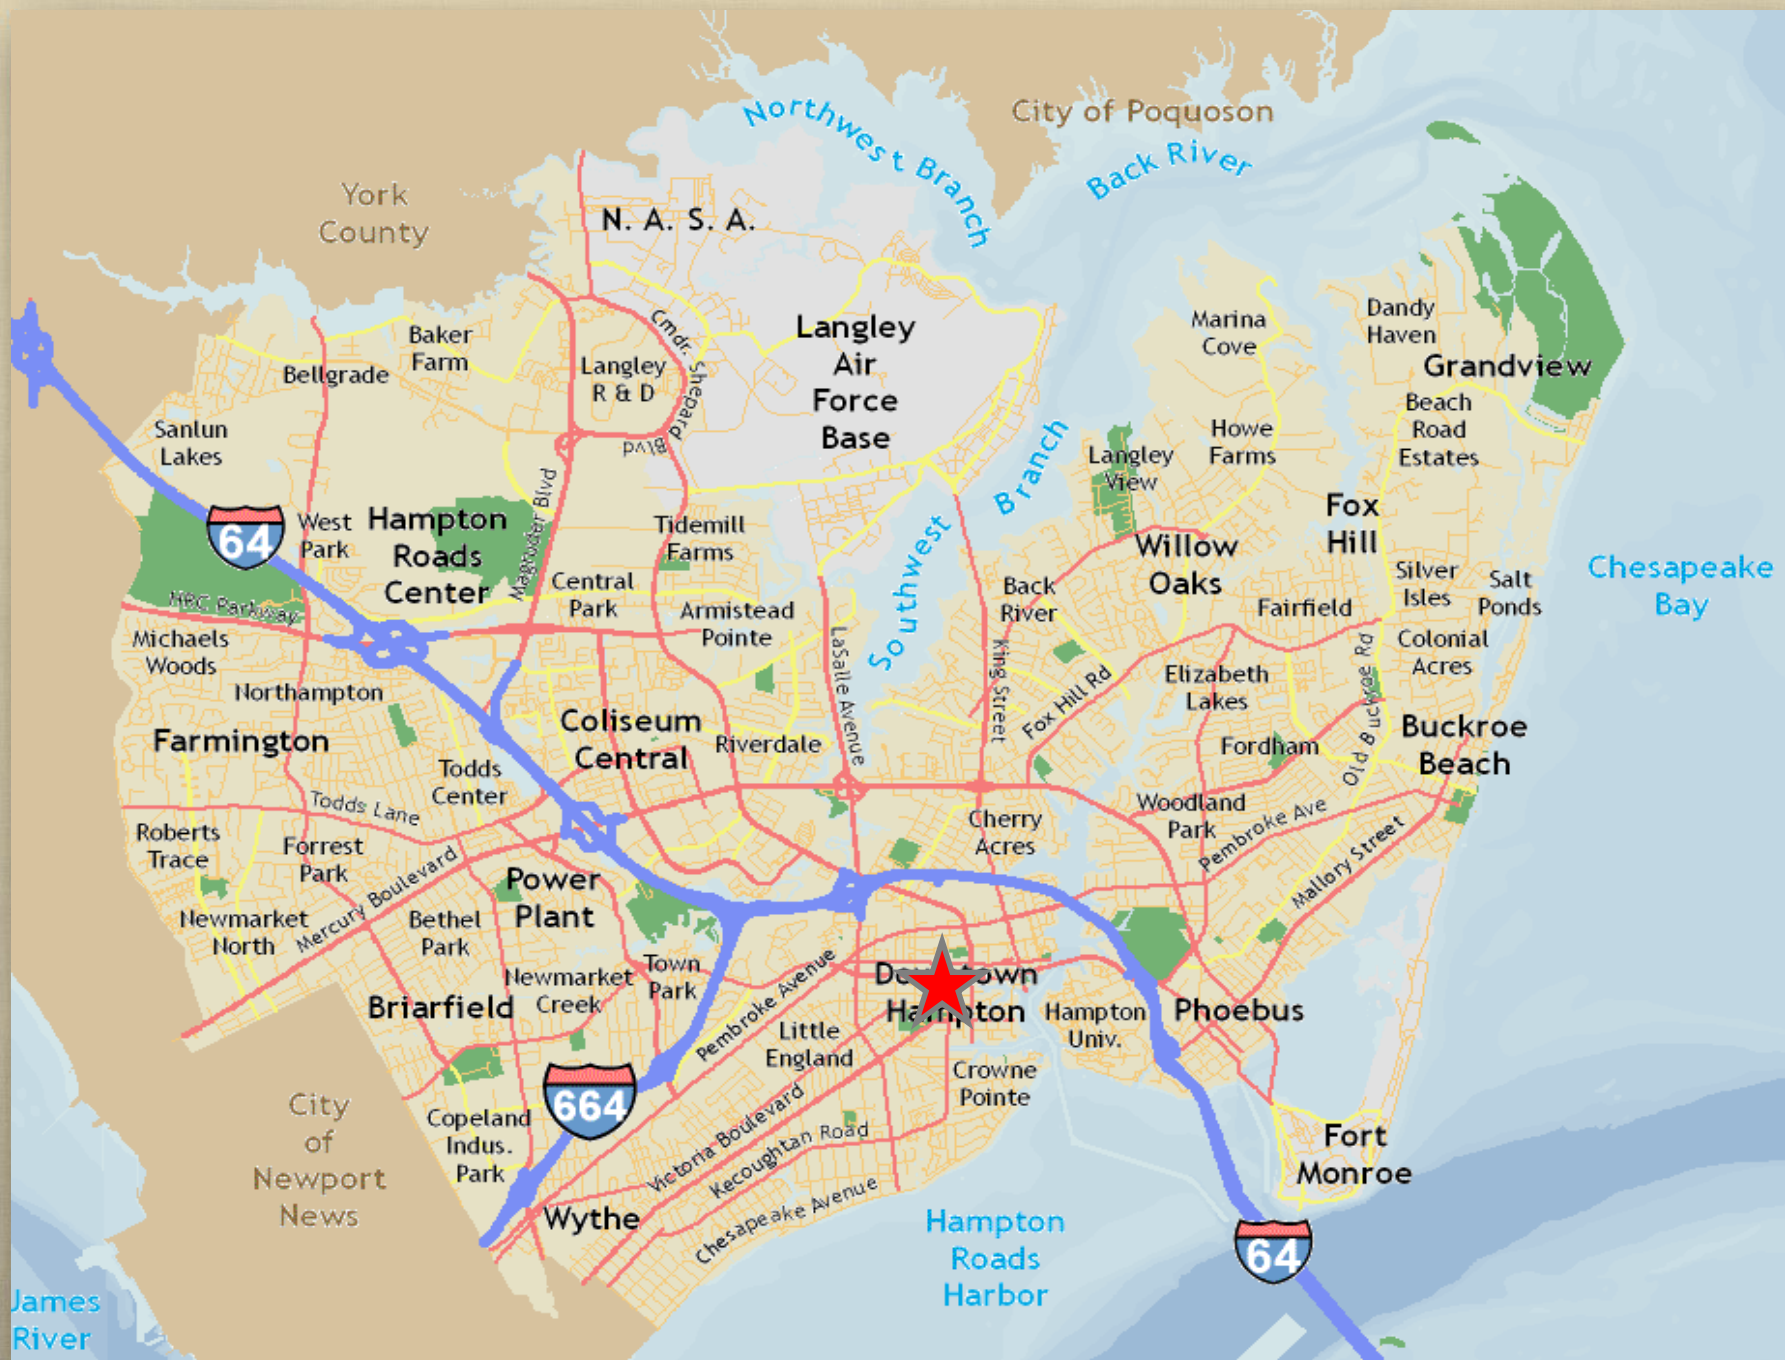 Northwest Branch
City of Poquoson
Back River
York
County
N. A. S. A.
Langley
Air
Force
Base
Cmdr. Shepard
Blvd
Langley
R & D
Baker
Farm
Bellgrade
Sanlun
Lakes
Marina
Cove
Dandy
Haven
Grandview
Beach
Road
Estates
Howe
Farms
Langley
View
Southwest
Branch
Fox
Hill
64
West
Park
Hampton
Roads
Center
Magruder Blvd
Tidemill
Farms
Willow
Oaks
Chesapeake
Bay
HRC Parkway
Central
Park
Armistead
Pointe
Back
River
Fairfield
Silver
Isles
Salt
Ponds
Michaels
Woods
Northampton
Colonial
Acres
LaSalle Avenue
King Street
Fox Hill Rd
Elizabeth
Lakes
Old Buckroe Rd
Farmington
Coliseum
Central
Riverdale
Fordham
Buckroe
Beach
Todds
Center
Todds Lane
Woodland
Park
Pembroke Ave
Mallory Street
Cherry
Acres
Roberts
Trace
Forrest
Park
Mercury Boulevard
Power
Plant
Newmarket
North
Bethel
Park
Newmarket
Creek
Town
Park
Briarfield
Pembroke Avenue
Downtown
Hampton
Little
England
Hampton
Univ.
Phoebus
Crowne
Pointe
664
City
of
Newport
News
Copeland
Indus.
Park
Victoria Boulevard
Kecoughtan Road
Chesapeake Avenue
Wythe
Fort
Monroe
Hampton
Roads
Harbor
64
James
River